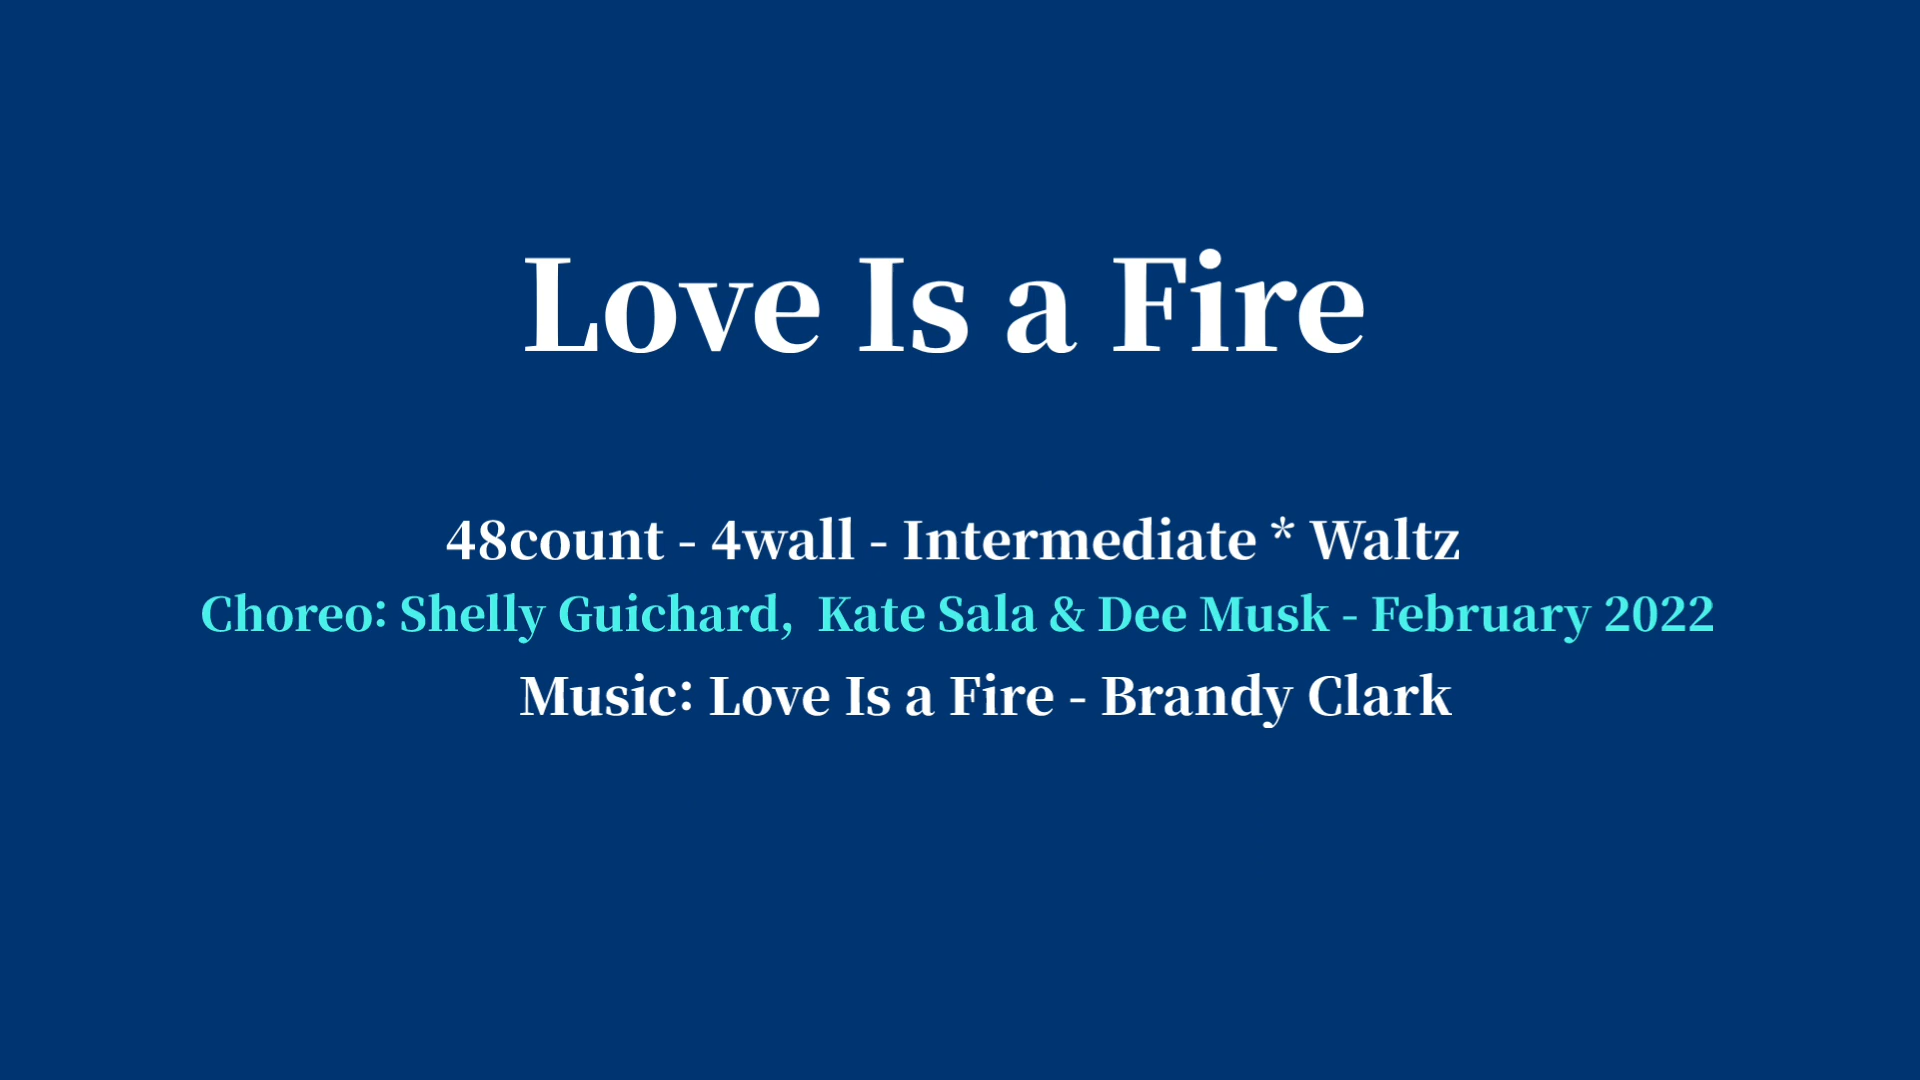 Love Is a Fire
48count - 4wall - Intermediate * Waltz
Choreo: Shelly Guichard,  Kate Sala & Dee Musk - February 2022
Music: Love Is a Fire - Brandy Clark